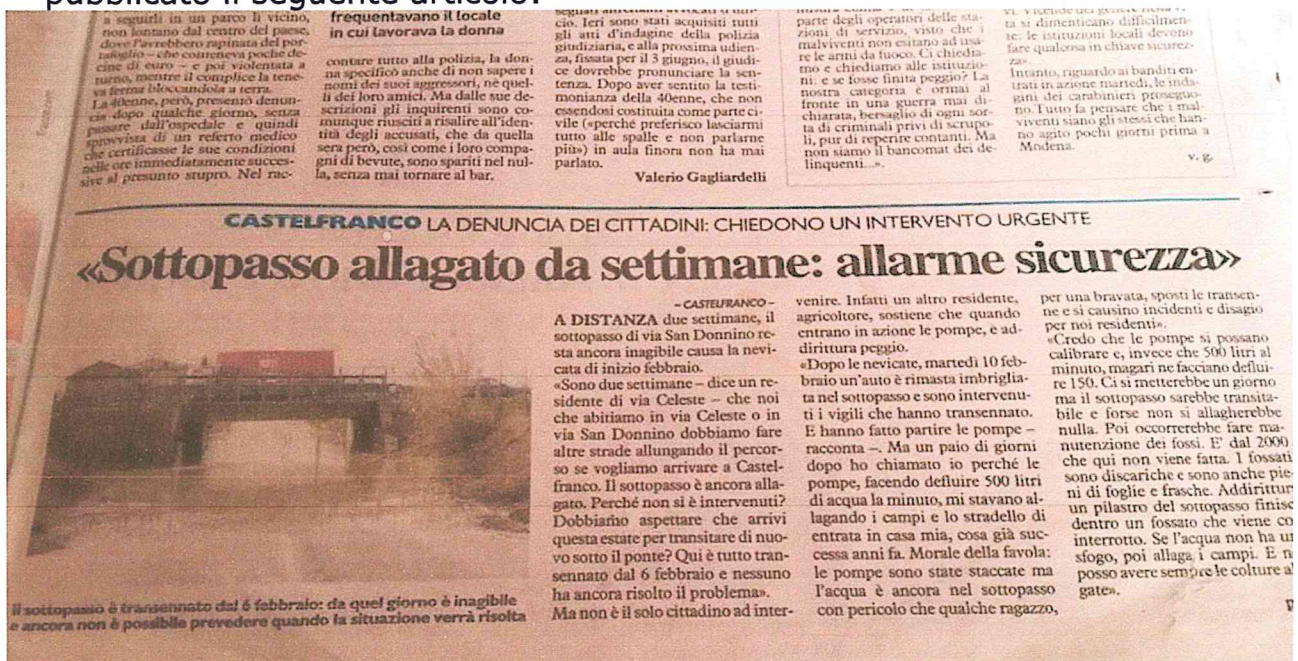 pubblicato il seguente articolo:
a seguirli in un parco lì vicino,
non lontano dal centro del paese,
dove l'avrebbero rapinata del por-
tafoglio – che conteneva poche de-
cine di euro – e poi violentata a
turno, mentre il complice la tene-
va ferma bloccandola a terra.
La 40enne, però, presentò denun-
cia dopo qualche giorno, senza
passare dall'ospedale e quindi
sprovvista di un referto medico
che certificasse le sue condizioni
nelle ore immediatamente succes-
sive al presunto stupro. Nel rac-
frequentavano il locale
in cui lavorava la donna
contare tutto alla polizia, la don-
na specificò anche di non sapere i
nomi dei suoi aggressori, né quel-
li dei loro amici. Ma dalle sue de-
scrizioni gli inquirenti sono co-
munque risusciti a risalire all'iden-
tità degli accusati, che da quella
sera però, così come i loro compa-
gni di bevute, sono spariti nel nul-
la, senza mai tornare al bar.
cio. Ieri sono stati acquisiti tutti
gli atti d'indagine della polizia
giudiziaria, e alla prossima udien-
za, fissata per il 3 giugno, il giudi-
ce dovrebbe pronunciare la sen-
tenza. Dopo aver sentito la testi-
monianza della 40enne, che non
essendosi costituita come parte ci-
vile («perché preferisco lasciarmi
tutto alle spalle e non parlarne
più») in aula finora non ha mai
parlato.
Valerio Gagliardelli
parte degli operatori delle sta-
zioni di servizio, visto che i
malviventi non esitano ad usa-
re le armi da fuoco. Ci chiedia-
mo e chiediamo alle istituzio-
ni: e se fosse finita peggio? La
nostra categoria è ormai al
fronte in una guerra mai di-
chiarata, bersaglio di ogni sor-
ta di criminali privi di scrupo-
li, pur di reperire contanti. Ma
non siamo il bancomat dei de-
linquenti...».
ta si dimenticano difficilmen-
te: le istituzioni locali devono
fare qualcosa in chiave sicurez-
za».
Intanto, riguardo ai banditi en-
trati in azione martedì, le inda-
gini dei carabinieri prosegu-
no. Tutto fa pensare che i mal-
viventi siano gli stessi che han-
no agito pochi giorni prima a
Modena.
v. g.
CASTELFRANCO LA DENUNCIA DEI CITTADINI: CHIEDONO UN INTERVENTO URGENTE
«Sottopasso allagato da settimane: allarme sicurezza»
il sottopasso è transennato dal 6 febbraio: da quel giorno è inagibile
e ancora non è possibile prevedere quando la situazione verrà risolta
– CASTELFRANCO –
A DISTANZA due settimane, il
sottopasso di via San Donnino re-
sta ancora inagibile causa la nevi-
cata di inizio febbraio.
«Sono due settimane – dice un re-
sidente di via Celeste – che noi
che abitiamo in via Celeste o in
via San Donnino dobbiamo fare
altre strade allungando il percor-
so se vogliamo arrivare a Castel-
franco. Il sottopasso è ancora alla-
gato. Perché non si è intervenuti?
Dobbiamo aspettare che arrivi
questa estate per transitare di nuo-
vo sotto il ponte? Qui è tutto tran-
sennato dal 6 febbraio e nessuno
ha ancora risolto il problema».
Ma non è il solo cittadino ad inter-
venire. Infatti un altro residente,
agricoltore, sostiene che quando
entrano in azione le pompe, è ad-
dirittura peggio.
«Dopo le nevicate, martedì 10 feb-
braio un'auto è rimasta imbriglia-
ta nel sottopasso e sono intervenu-
ti i vigili che hanno transennato.
E hanno fatto partire le pompe –
racconta –. Ma un paio di giorni
dopo ho chiamato io perché le
pompe, facendo defluire 500 litri
di acqua la minuto, mi stavano al-
lagando i campi e lo stradello di
entrata in casa mia, cosa già suc-
cessa anni fa. Morale della favola:
le pompe sono state staccate ma
l'acqua è ancora nel sottopasso
con pericolo che qualche ragazzo,
per una bravata, sposti le transen-
ne e si causino incidenti e disagio
per noi residenti».
«Credo che le pompe si possano
calibrare e, invece che 500 litri al
minuto, magari ne facciano deflui-
re 150. Ci si metterebbe un giorno
ma il sottopasso sarebbe transita-
bile e forse non si allagherebbe
nulla. Poi occorrerebbe fare ma-
nutenzione dei fossi. E' dal 2000
che qui non viene fatta. I fossati
sono discariche e sono anche pie-
ni di foglie e frasche. Addirittur
un pilastro del sottopasso finisc
dentro un fossato che viene co
interrotto. Se l'acqua non ha u
sfogo, poi allaga i campi. E n
posso avere sempre le colture al
gate».